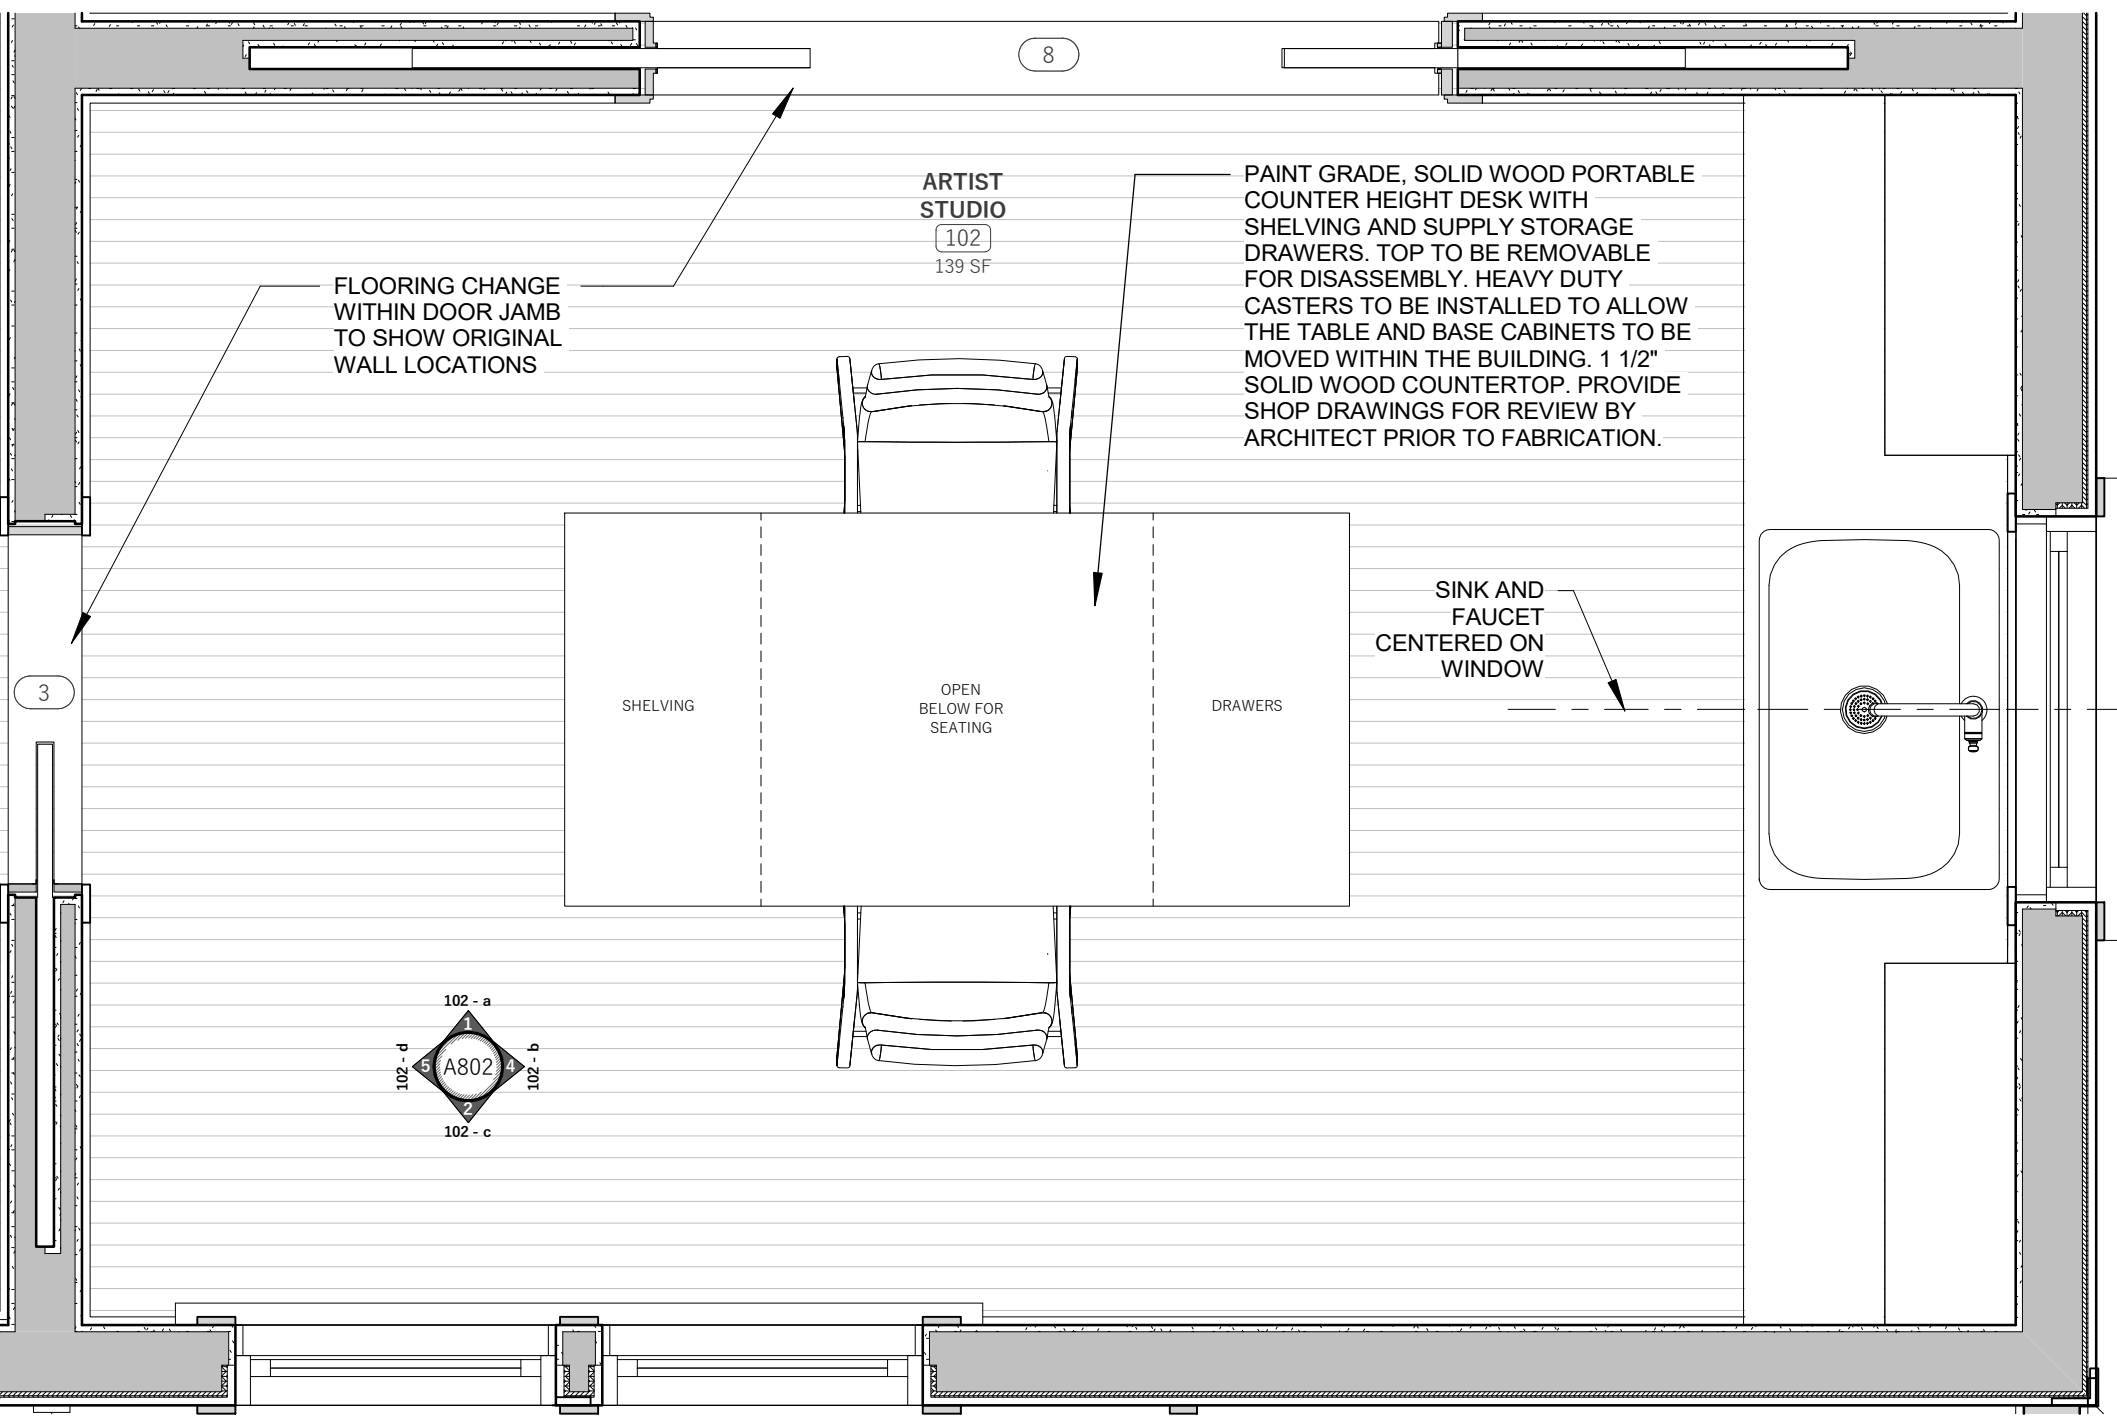 8
ARTIST
STUDIO
102
139 SF
PAINT GRADE, SOLID WOOD PORTABLE
COUNTER HEIGHT DESK WITH
SHELVING AND SUPPLY STORAGE
DRAWERS. TOP TO BE REMOVABLE
FOR DISASSEMBLY. HEAVY DUTY
CASTERS TO BE INSTALLED TO ALLOW
THE TABLE AND BASE CABINETS TO BE
MOVED WITHIN THE BUILDING. 1 1/2"
SOLID WOOD COUNTERTOP. PROVIDE
SHOP DRAWINGS FOR REVIEW BY
ARCHITECT PRIOR TO FABRICATION.
FLOORING CHANGE
WITHIN DOOR JAMB
TO SHOW ORIGINAL
WALL LOCATIONS
SINK AND
FAUCET
CENTERED ON
WINDOW
3
SHELVING
OPEN
BELOW FOR
SEATING
DRAWERS
102 - a
1
102 - d
5
A802
4
102 - b
2
102 - c